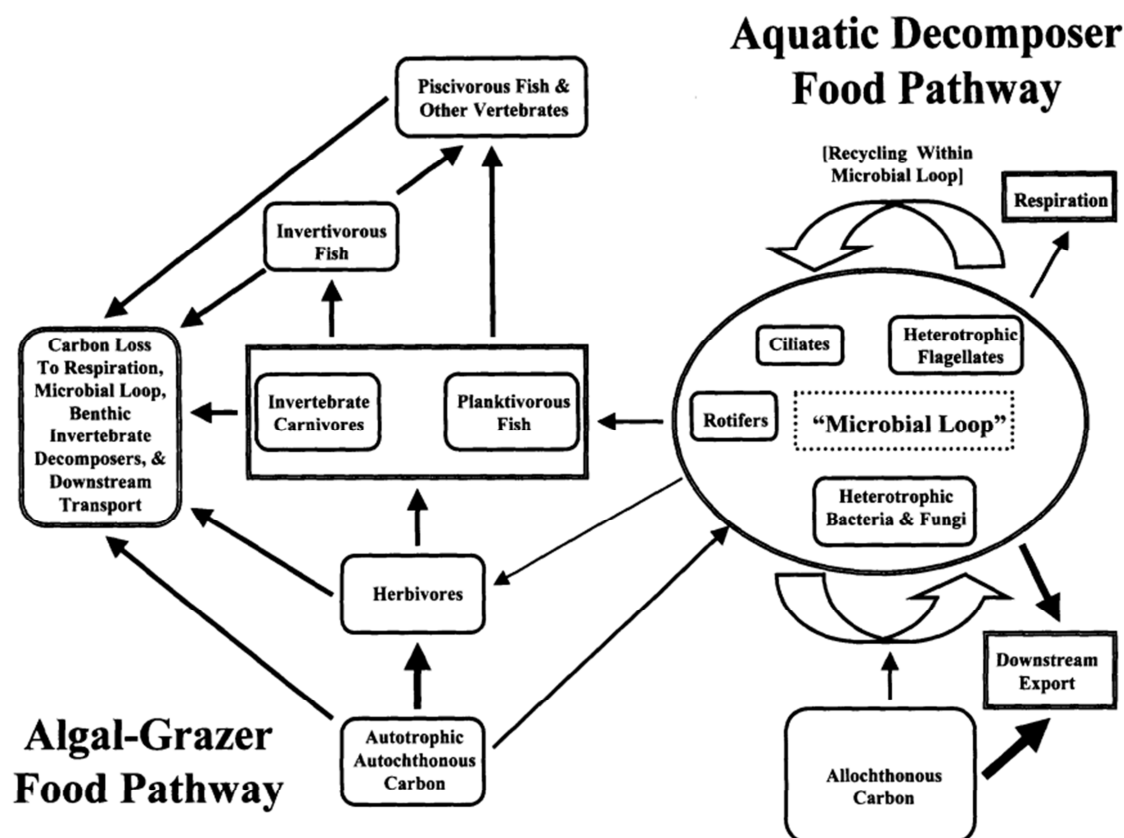 Aquatic Decomposer
Food Pathway
Piscivorous Fish &
Other Vertebrates
[Recycling Within
Microbial Loop]
Respiration
Invertivorous
Fish
Carbon Loss
To Respiration,
Microbial Loop,
Benthic
Invertebrate
Decomposers, &
Downstream
Transport
Invertebrate
Carnivores
Planktivorous
Fish
Ciliates
Heterotrophic
Flagellates
Rotifers
“Microbial Loop”
Heterotrophic
Bacteria & Fungi
Herbivores
Downstream
Export
Algal-Grazer
Food Pathway
Autotrophic
Autochthonous
Carbon
Allochthonous
Carbon